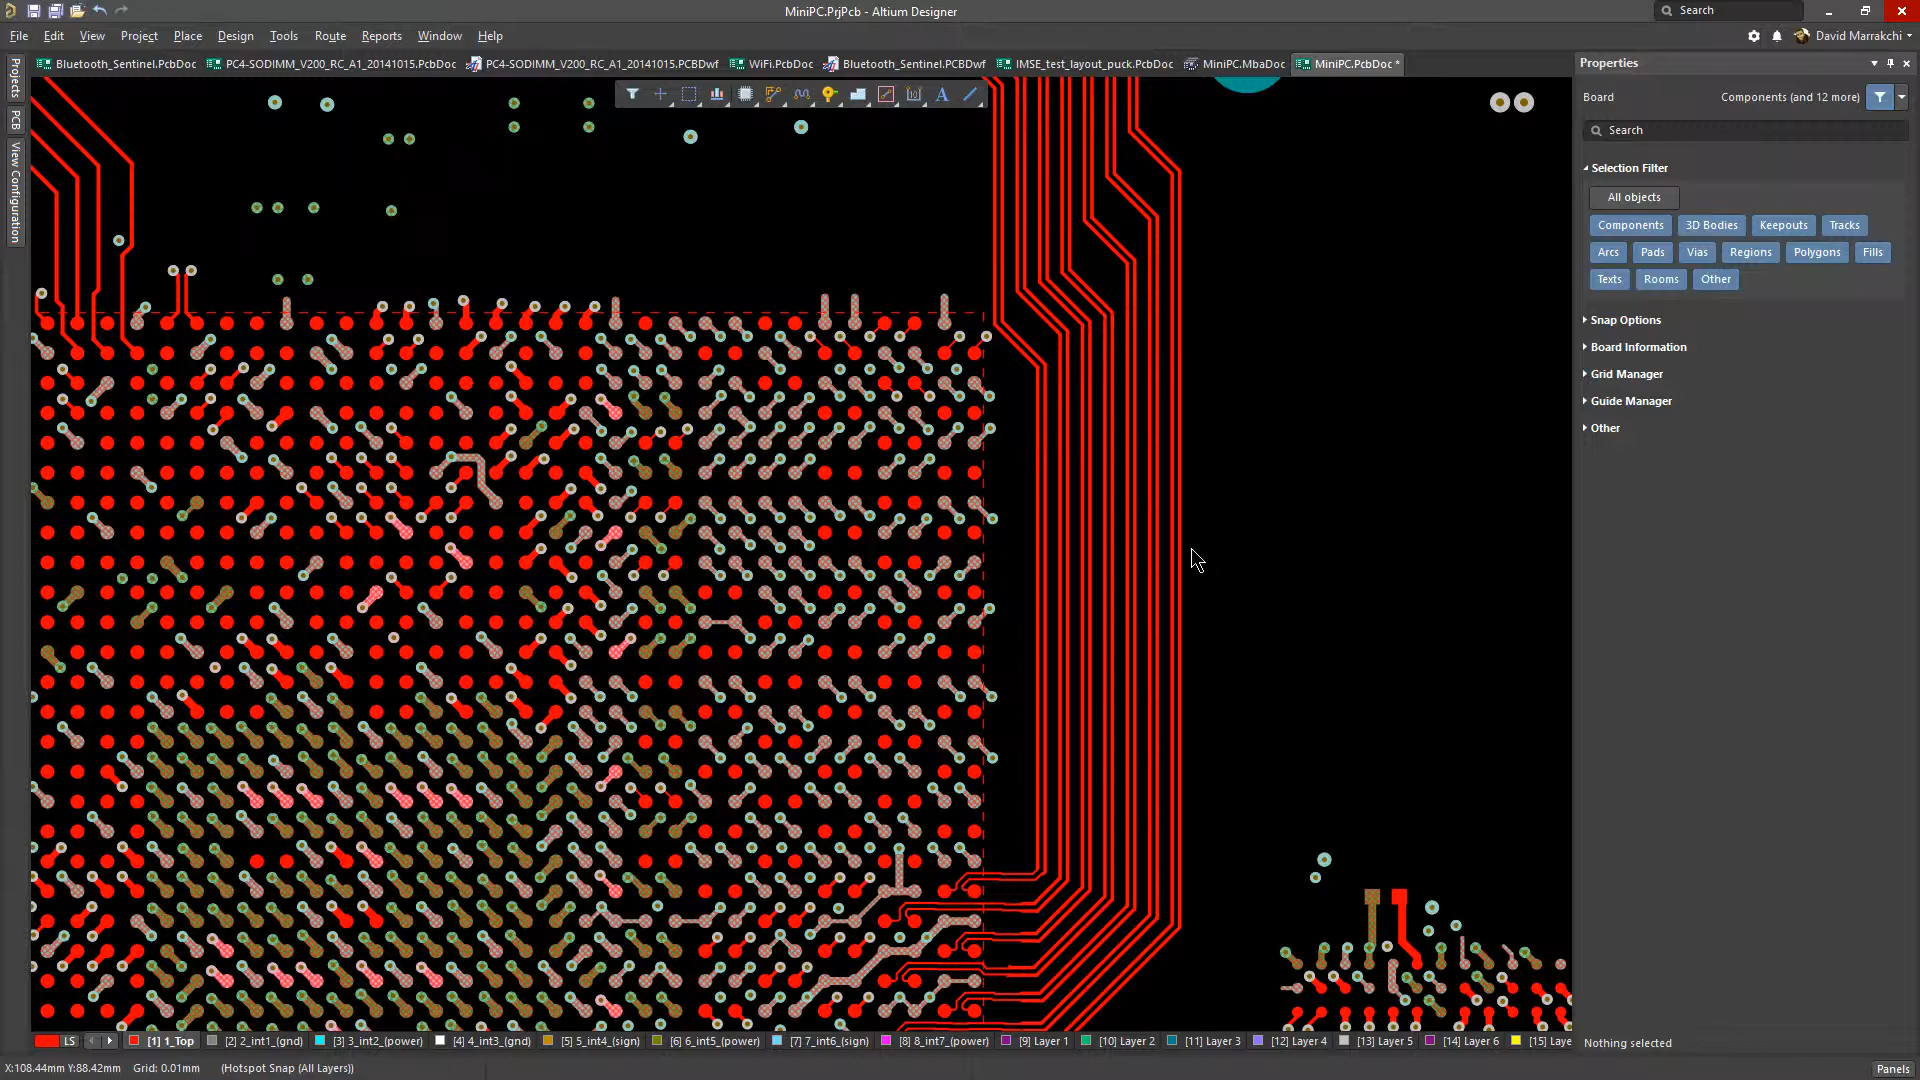 MiniPC.PrjPcb - Altium Designer
Search
File Edit View Project Place Design Tools Route Reports Window Help
David Marrakchi
Bluetooth_Sentinel.PcbDoc PC4-SODIMM_V200_RC_A1_20141015.PcbDoc PC4-SODIMM_V200_RC_A1_20141015.PCBDwf WiFi.PcbDoc Bluetooth_Sentinel.PCBDwf IMSE_test_layout_puck.PcbDoc MiniPC.MbaDoc MiniPC.PcbDoc *
Projects
PCB
View Configuration
Properties
Board Components (and 12 more)
Search
Selection Filter
All objects
Components 3D Bodies Keepouts Tracks
Arcs Pads Vias Regions Polygons Fills
Texts Rooms Other
Snap Options
Board Information
Grid Manager
Guide Manager
Other
LS [1] 1_Top [2] 2_int1_(gnd) [3] 3_int2_(power) [4] 4_int3_(gnd) [5] 5_int4_(sign) [6] 6_int5_(power) [7] 7_int6_(sign) [8] 8_int7_(power) [9] Layer 1 [10] Layer 2 [11] Layer 3 [12] Layer 4 [13] Layer 5 [14] Layer 6 [15] Laye
Nothing selected
X:108.44mm Y:88.42mm Grid: 0.01mm (Hotspot Snap (All Layers))
Panels